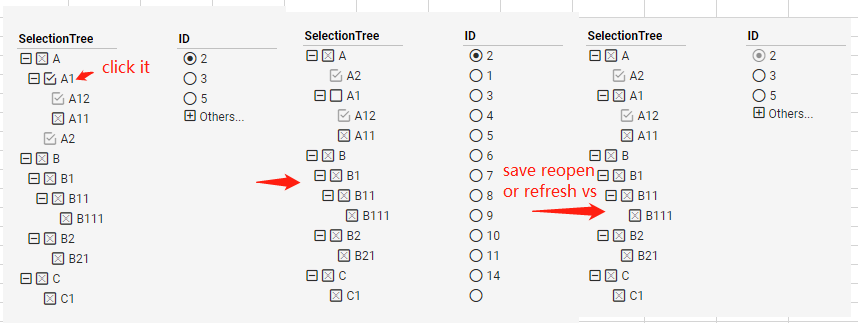 SelectionTree
A
A1
click it
A12
A11
A2
B
B1
B11
B111
B2
B21
C
C1
ID
2
3
5
Others...
SelectionTree
A
A2
A1
A12
A11
B
B1
B11
B111
B2
B21
C
C1
ID
2
1
3
4
5
6
7
8
9
10
11
14
save reopen
or refresh vs
SelectionTree
A
A2
A1
A12
A11
B
B1
B11
B111
B2
B21
C
C1
ID
2
3
5
Others...